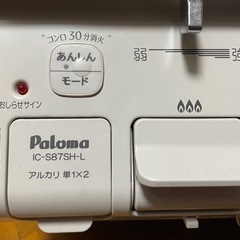 コンロ30分消火
あんしん
モード
弱
強
おしらせサイン
Paloma
IC-S87SH-L
アルカリ 単1×2